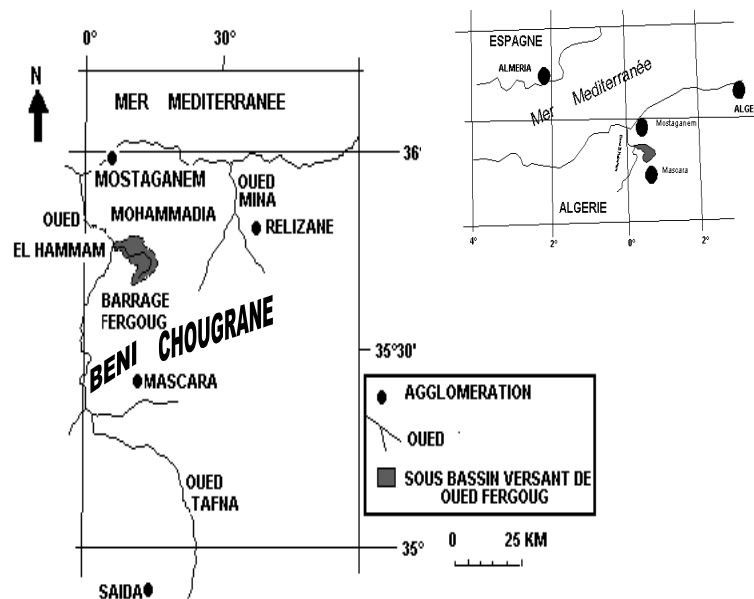 0°
30'
N
MER MEDITERRANEE
36'
MOSTAGANEM
OUED
MINA
OUED
MOHAMMADIA
RELIZANE
EL HAMMAM
BARRAGE
FERGOUG
BENI CHOUGRANE
35°30'
MASCARA
OUED
TAFNA
35°
SAIDA
ESPAGNE
ALMERIA
Mer Mediterranée
ALGE
Mostaganem
Mascara
ALGERIE
4°
2°
0°
2°
AGGLOMERATION
OUED
SOUS BASSIN VERSANT DE
OUED FERGOUG
0 25 KM